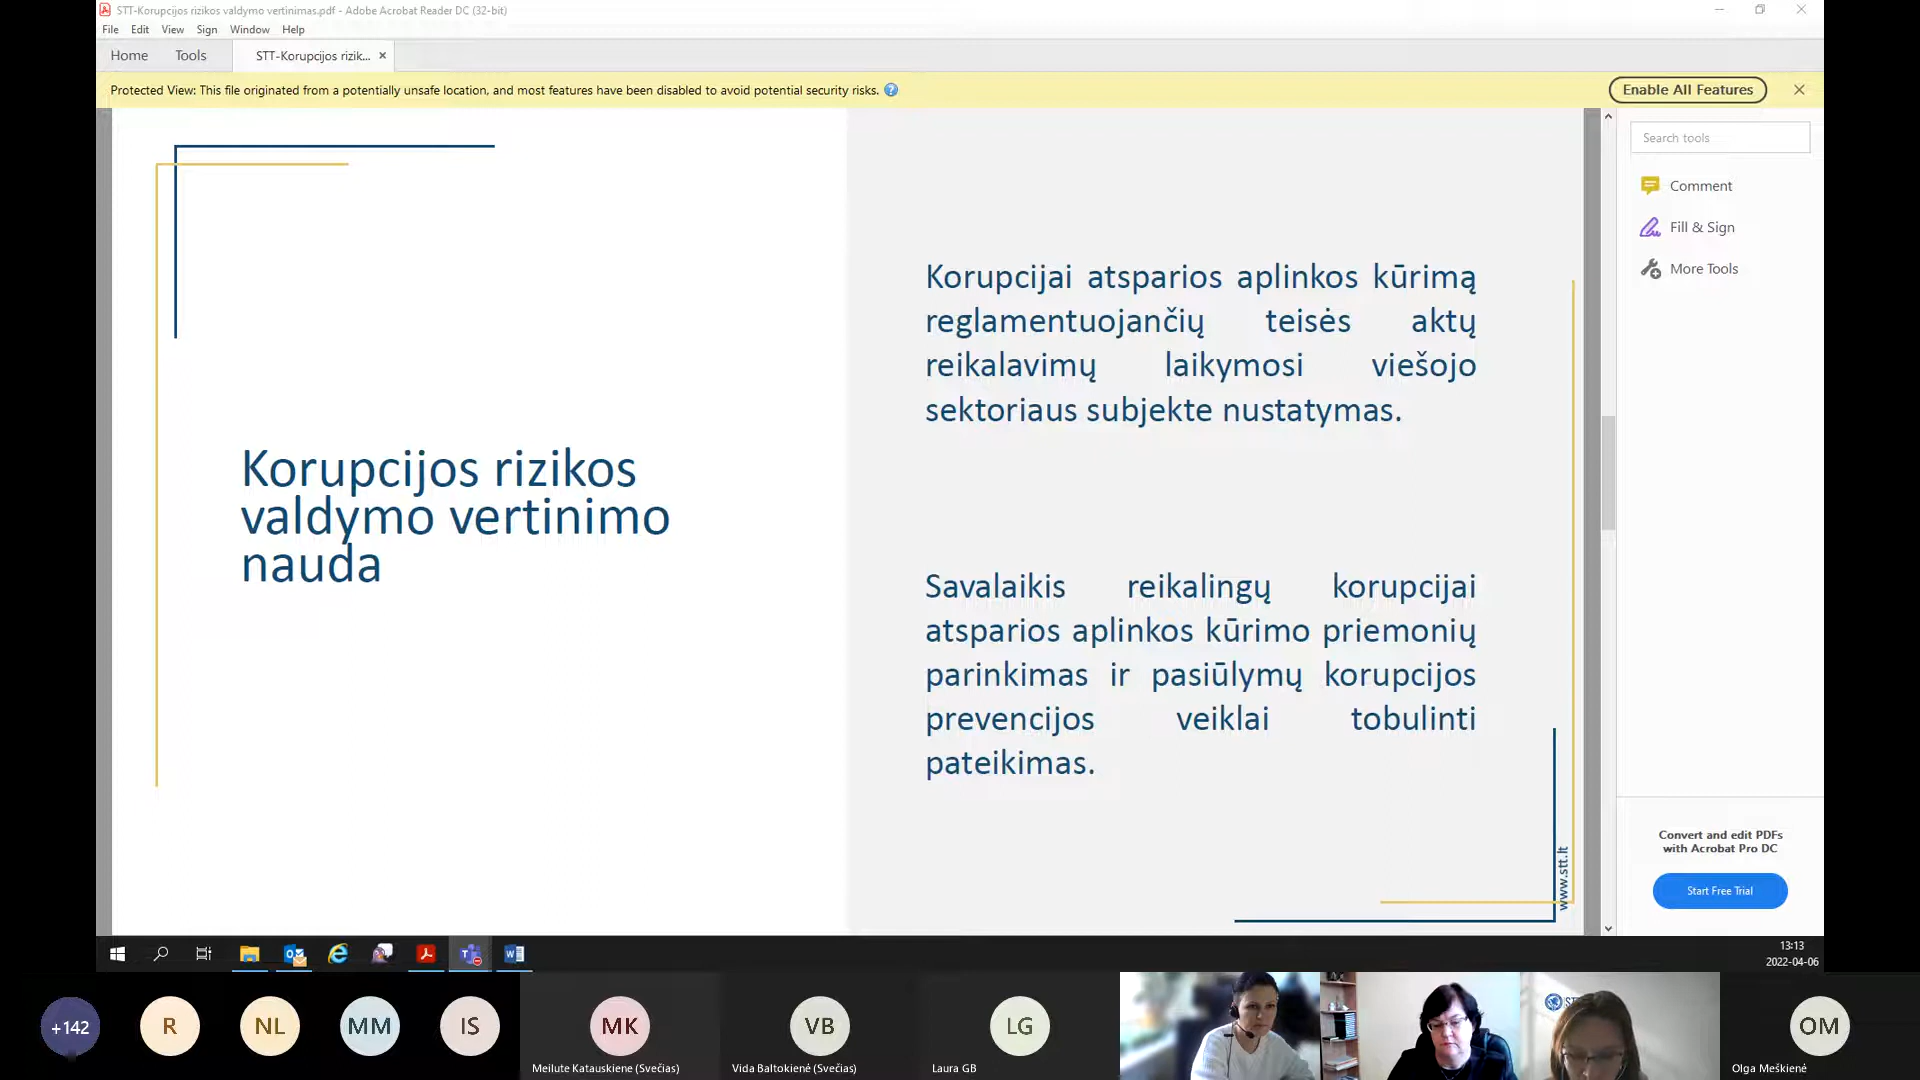 STT-Korupcijos rizikos valdymo vertinimas.pdf - Adobe Acrobat Reader DC (32-bit)
File Edit View Sign Window Help
Home Tools STT-Korupcijos rizik...
Protected View: This file originated from a potentially unsafe location, and most features have been disabled to avoid potential security risks.
Enable All Features
Search tools
Comment
Fill & Sign
More Tools
Korupcijos rizikos
valdymo vertinimo
nauda
Korupcijai atsparios aplinkos kūrimą
reglamentuojančių teisės aktų
reikalavimų laikymosi viešojo
sektoriaus subjekte nustatymas.
Savalaikis reikalingų korupcijai
atsparios aplinkos kūrimo priemonių
parinkimas ir pasiūlymų korupcijos
prevencijos veiklai tobulinti
pateikimas.
www.stt.lt
Convert and edit PDFs
with Acrobat Pro DC
Start Free Trial
13:13
2022-04-06
+142
R
NL
MM
IS
MK
Meilute Katauskiene (Svečias)
VB
Vida Baltokienė (Svečias)
LG
Laura GB
OM
Olga Meškienė